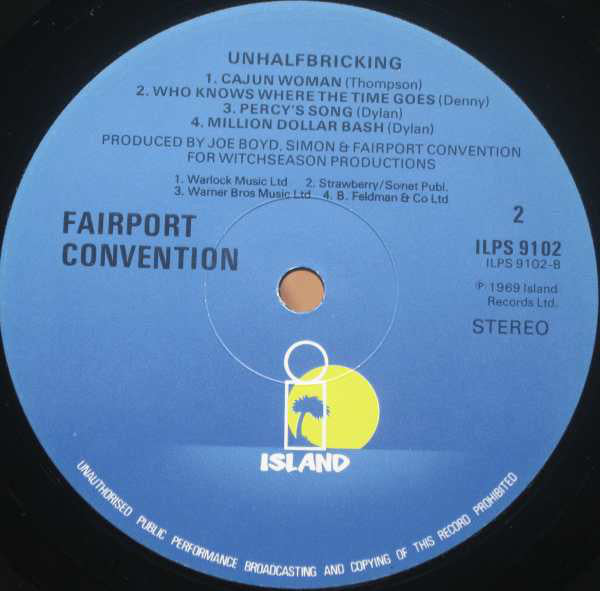 UNHALFBRICKING
1. CAJUN WOMAN (Thompson)
2. WHO KNOWS WHERE THE TIME GOES (Denny)
3. PERCY'S SONG (Dylan)
4. MILLION DOLLAR BASH (Dylan)
PRODUCED BY JOE BOYD, SIMON & FAIRPORT CONVENTION
FOR WITCHSEASON PRODUCTIONS
1. Warlock Music Ltd 2. Strawberry/Sonet Publ.
3. Warner Bros Music Ltd 4. B. Feldman & Co Ltd
FAIRPORT
CONVENTION
2
ILPS 9102
ILPS 9102-B
℗ 1969 Island
Records Ltd.
STEREO
ISLAND
UNAUTHORISED PUBLIC PERFORMANCE BROADCASTING AND COPYING OF THIS RECORD PROHIBITED